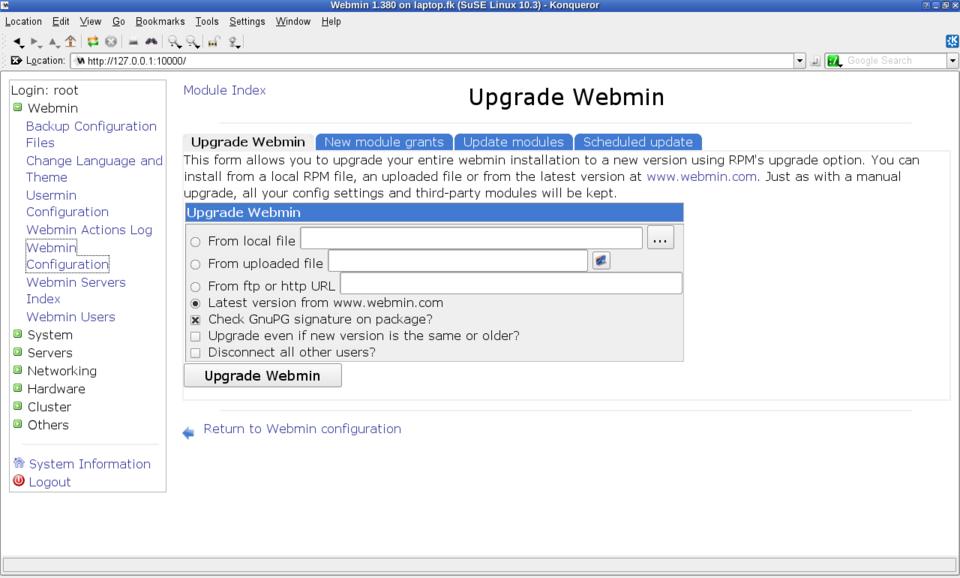 Webmin 1.380 on laptop.fk (SuSE Linux 10.3) - Konqueror
Location Edit View Go Bookmarks Tools Settings Window Help
Location: http://127.0.0.1:10000/ Google Search
Login: root
Webmin
Backup Configuration
Files
Change Language and
Theme
Usermin
Configuration
Webmin Actions Log
Webmin
Configuration
Webmin Servers
Index
Webmin Users
System
Servers
Networking
Hardware
Cluster
Others
System Information
Logout
Module Index
Upgrade Webmin
Upgrade Webmin New module grants Update modules Scheduled update
This form allows you to upgrade your entire webmin installation to a new version using RPM's upgrade option. You can
install from a local RPM file, an uploaded file or from the latest version at www.webmin.com. Just as with a manual
upgrade, all your config settings and third-party modules will be kept.
Upgrade Webmin
From local file ...
From uploaded file
From ftp or http URL
Latest version from www.webmin.com
Check GnuPG signature on package?
Upgrade even if new version is the same or older?
Disconnect all other users?
Upgrade Webmin
Return to Webmin configuration